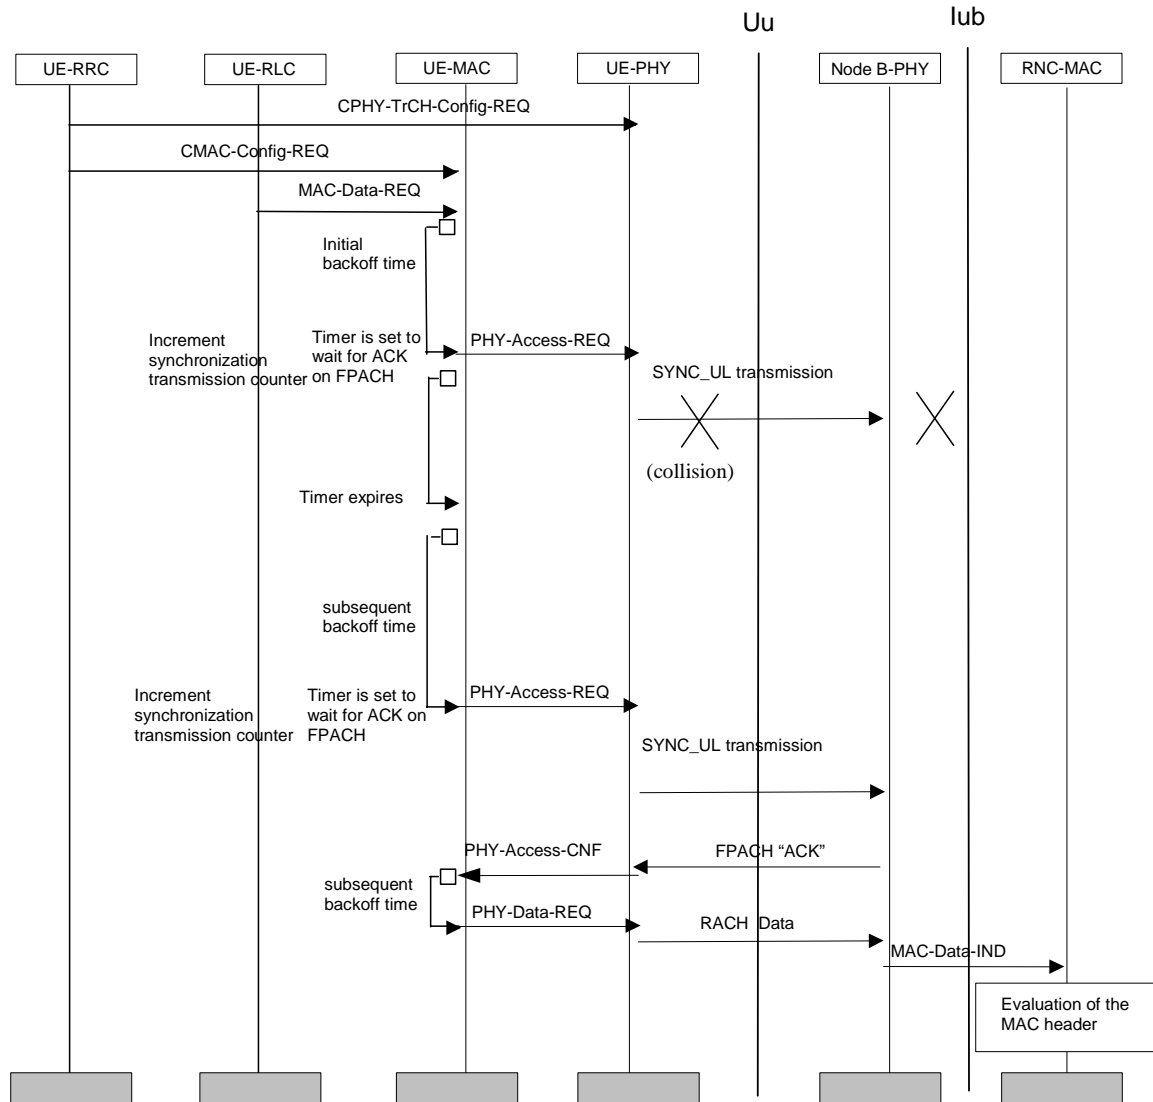 Uu
Iub
UE-RRC
UE-RLC
UE-MAC
UE-PHY
Node B-PHY
RNC-MAC
CPHY-TrCH-Config-REQ
CMAC-Config-REQ
MAC-Data-REQ
Initial
backoff time
Increment
synchronization
transmission counter
Timer is set to
wait for ACK
on FPACH
PHY-Access-REQ
SYNC_UL transmission
(collision)
Timer expires
subsequent
backoff time
Increment
synchronization
transmission counter
Timer is set to
wait for ACK on
FPACH
PHY-Access-REQ
SYNC_UL transmission
PHY-Access-CNF
FPACH “ACK”
subsequent
backoff time
PHY-Data-REQ
RACH Data
MAC-Data-IND
Evaluation of the
MAC header